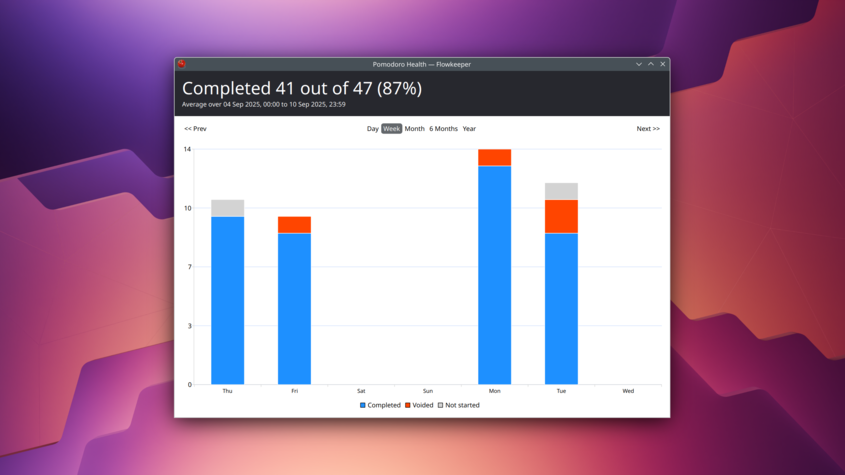 Pomodoro Health — Flowkeeper
Completed 41 out of 47 (87%)
Average over 04 Sep 2025, 00:00 to 10 Sep 2025, 23:59
<< Prev Day Week Month 6 Months Year Next >>
14
10
7
3
0
Thu Fri Sat Sun Mon Tue Wed
Completed Voided Not started